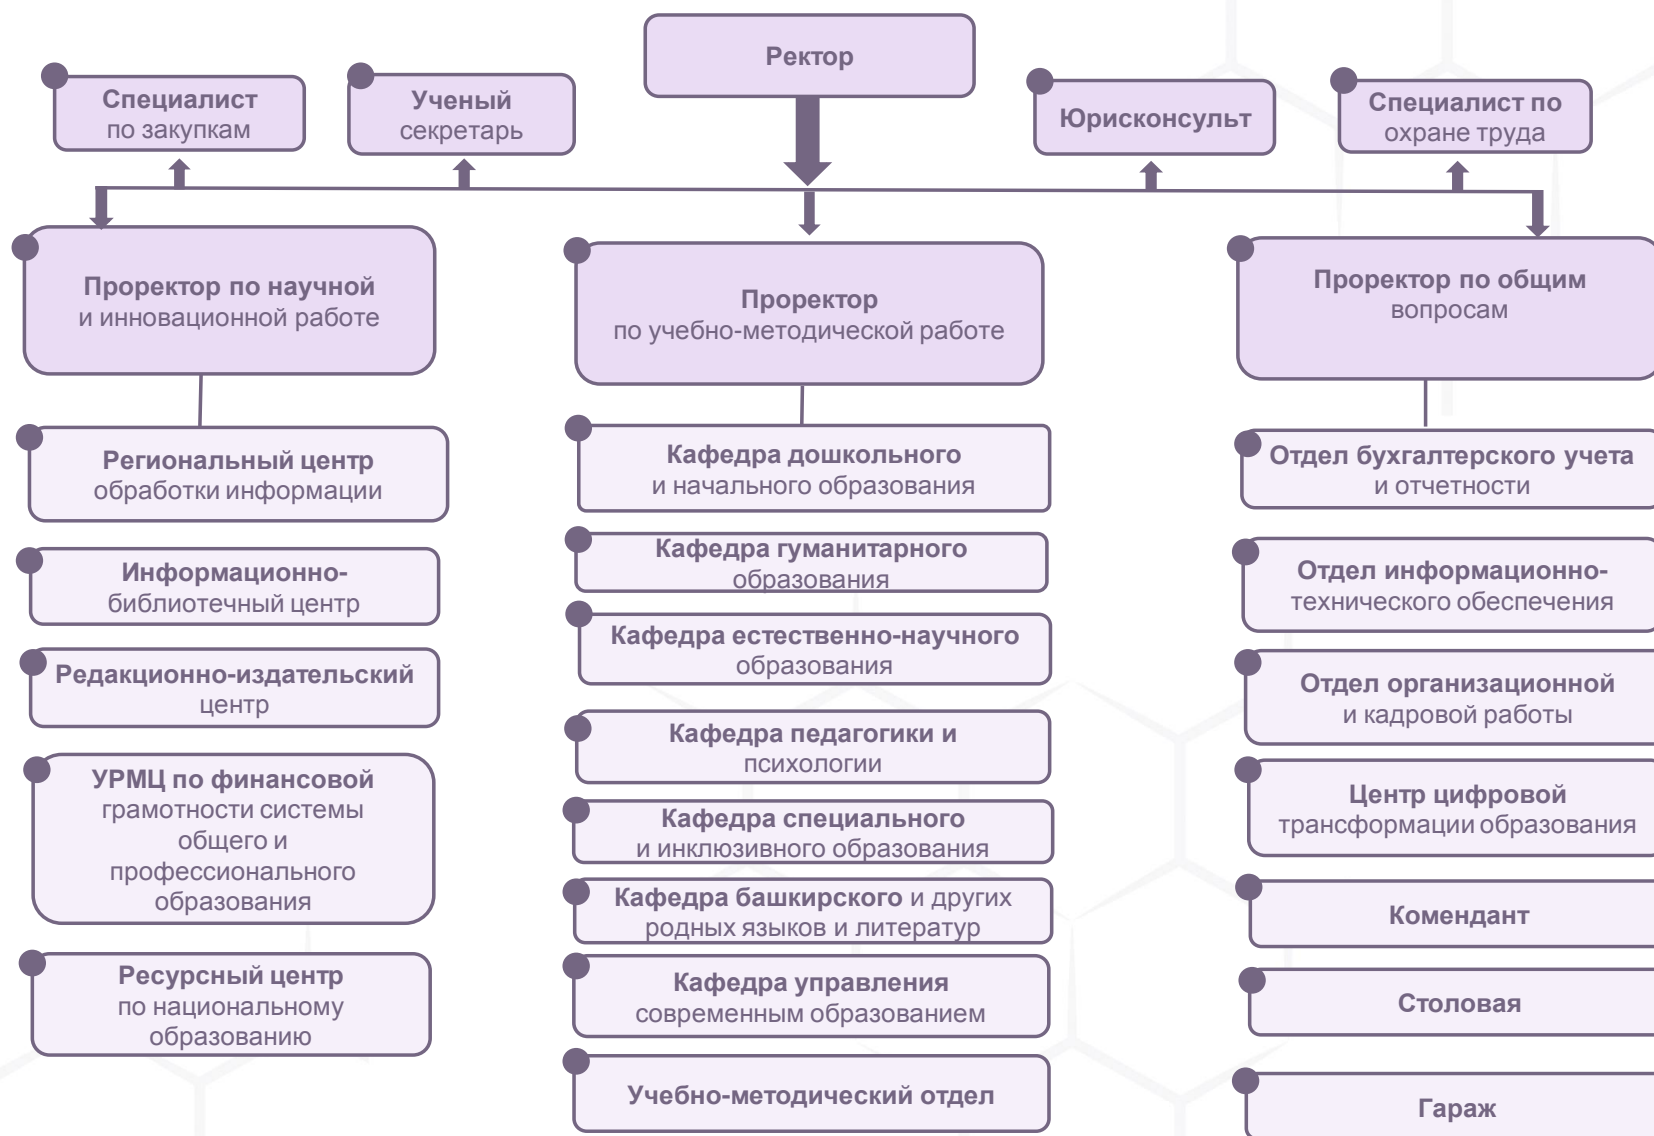 Ректор
Специалист
по закупкам
Ученый
секретарь
Юрисконсульт
Специалист по
охране труда
Проректор по научной
и инновационной работе
Проректор
по учебно-методической работе
Проректор по общим
вопросам
Региональный центр
обработки информации
Информационно-
библиотечный центр
Редакционно-издательский
центр
УРМЦ по финансовой
грамотности системы
общего и
профессионального
образования
Ресурсный центр
по национальному
образованию
Кафедра дошкольного
и начального образования
Кафедра гуманитарного
образования
Кафедра естественно-научного
образования
Кафедра педагогики и
психологии
Кафедра специального
и инклюзивного образования
Кафедра башкирского и других
родных языков и литератур
Кафедра управления
современным образованием
Учебно-методический отдел
Отдел бухгалтерского учета
и отчетности
Отдел информационно-
технического обеспечения
Отдел организационной
и кадровой работы
Центр цифровой
трансформации образования
Комендант
Столовая
Гараж